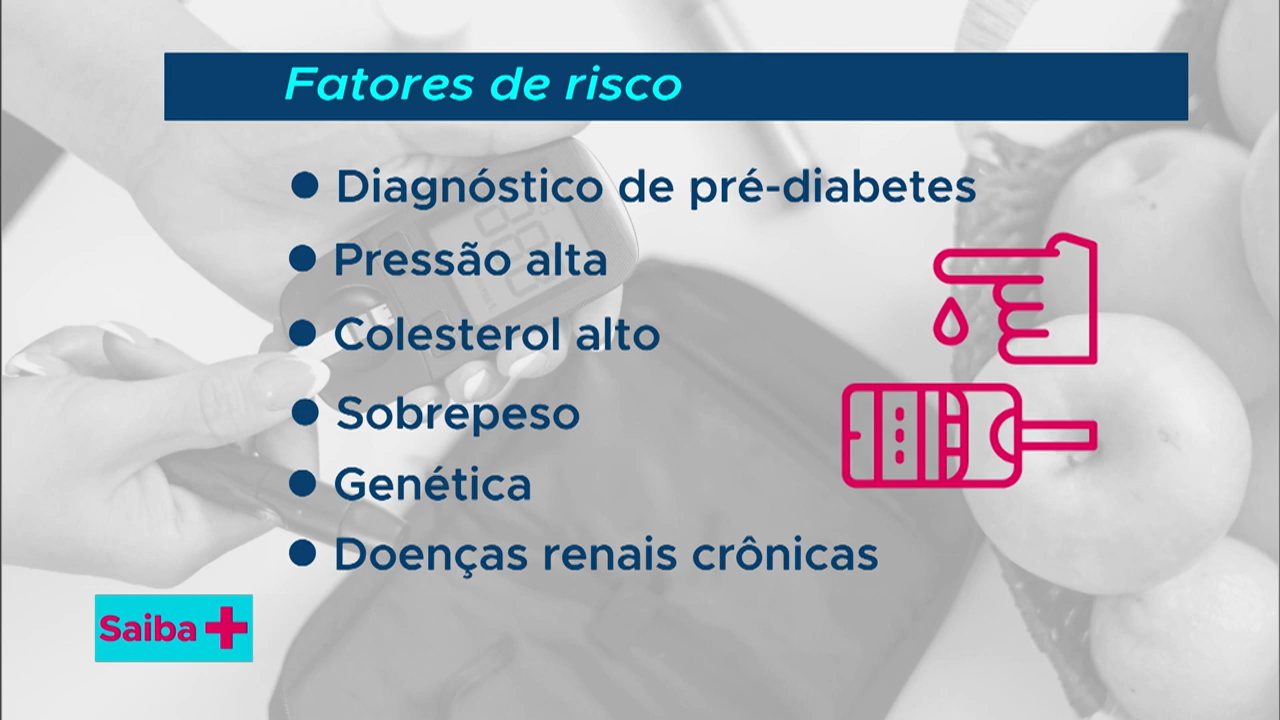 Fatores de risco
● Diagnóstico de pré-diabetes
● Pressão alta
● Colesterol alto
● Sobrepeso
● Genética
● Doenças renais crônicas
Saiba+